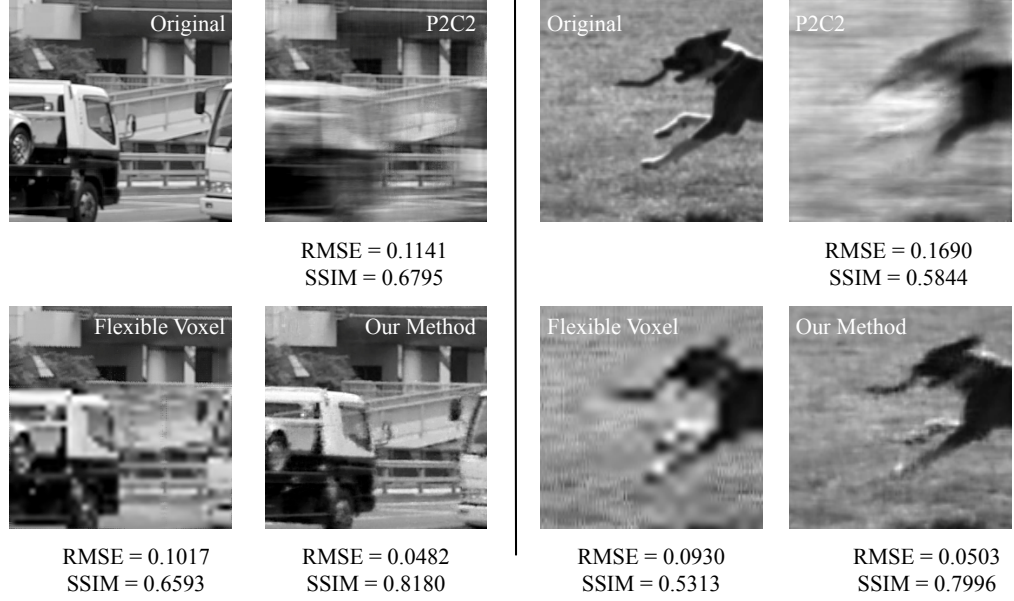 Original
P2C2
RMSE = 0.1141
SSIM = 0.6795
Flexible Voxel
Our Method
RMSE = 0.1017
SSIM = 0.6593
RMSE = 0.0482
SSIM = 0.8180
Original
P2C2
RMSE = 0.1690
SSIM = 0.5844
Flexible Voxel
Our Method
RMSE = 0.0930
SSIM = 0.5313
RMSE = 0.0503
SSIM = 0.7996